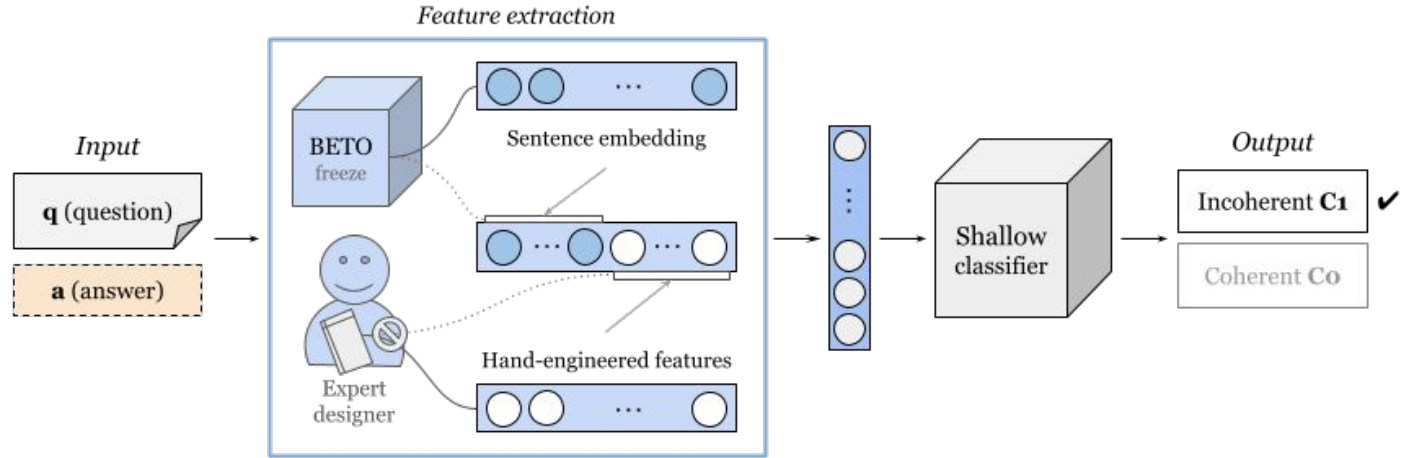 Feature extraction
Input
q (question)
a (answer)
BETO
freeze
Expert
designer
...
Sentence embedding
... ...
Hand-engineered features
...
...
Shallow
classifier
Output
Incoherent C1 ✔
Coherent C0